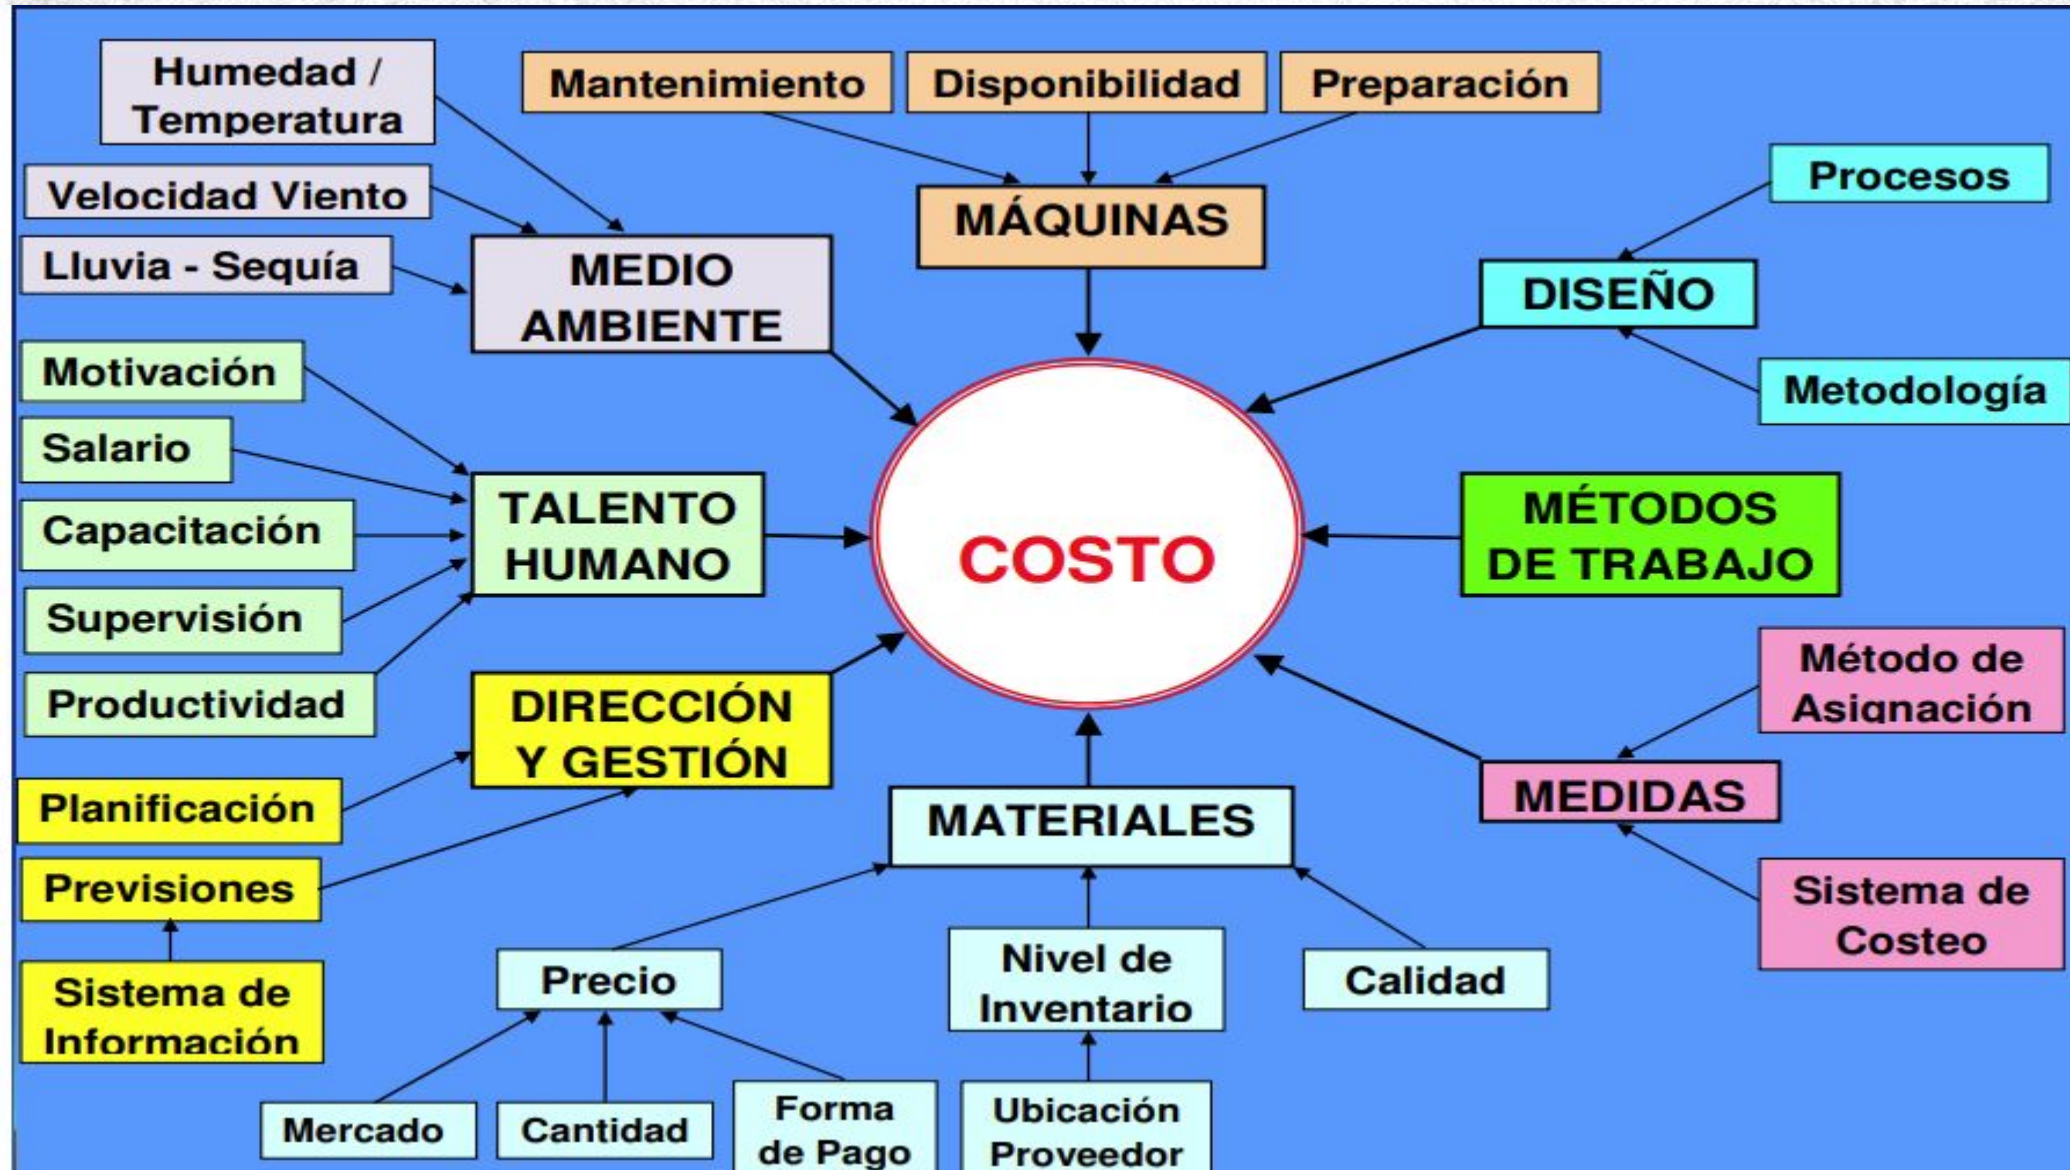 Humedad /
Temperatura
Mantenimiento
Disponibilidad
Preparación
Velocidad Viento
Lluvia - Sequía
MEDIO
AMBIENTE
MÁQUINAS
Procesos
DISEÑO
Metodología
Motivación
Salario
Capacitación
Supervisión
Productividad
TALENTO
HUMANO
COSTO
MÉTODOS
DE TRABAJO
DIRECCIÓN
Y GESTIÓN
Método de
Asignación
MEDIDAS
Sistema de
Costeo
Planificación
Previsiones
Sistema de
Información
MATERIALES
Precio
Nivel de
Inventario
Calidad
Mercado
Cantidad
Forma
de Pago
Ubicación
Proveedor